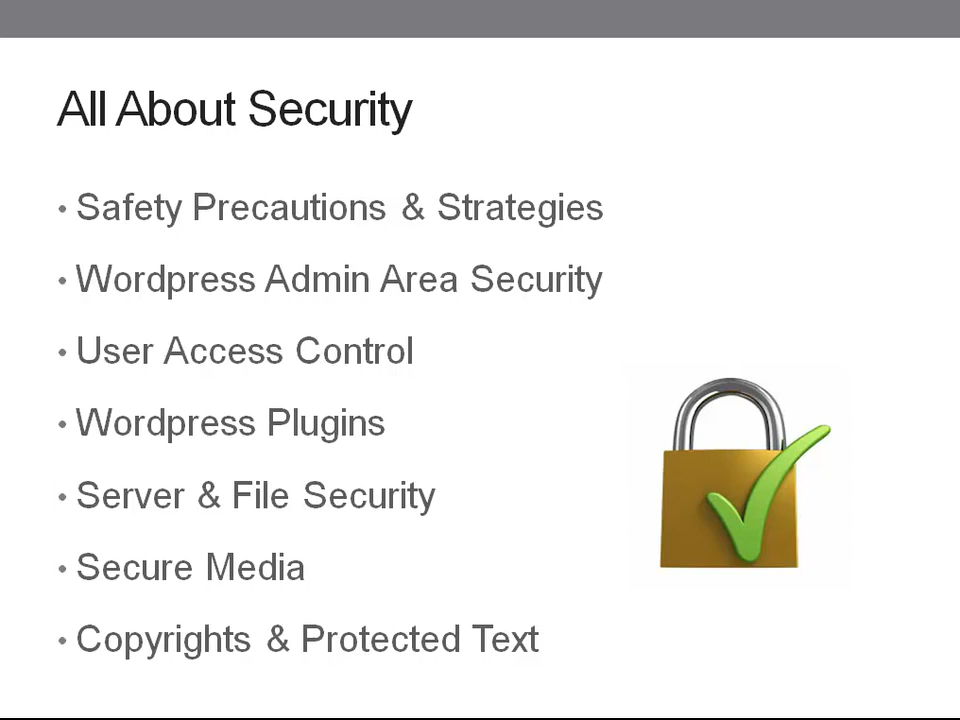 All About Security
• Safety Precautions & Strategies
• Wordpress Admin Area Security
• User Access Control
• Wordpress Plugins
• Server & File Security
• Secure Media
• Copyrights & Protected Text